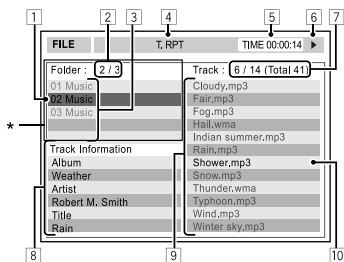 1 2 3 4 5 6 7
FILE T. RPT TIME 00:00:14
Folder : 2 / 3 Track : 6 / 14 (Total 41)
01 Music
02 Music
03 Music
*
Cloudy,mp3
Fair,mp3
Fog.mp3
Hail.wma
Indian summer.mp3
Rain,mp3
Shower,mp3
Snow.mp3
Thunder.wma
Typhoon.mp3
Wind,mp3
Winter sky,mp3
Track Information
Album
Weather
Artist
Robert M. Smith
Title
Rain
8 9 10